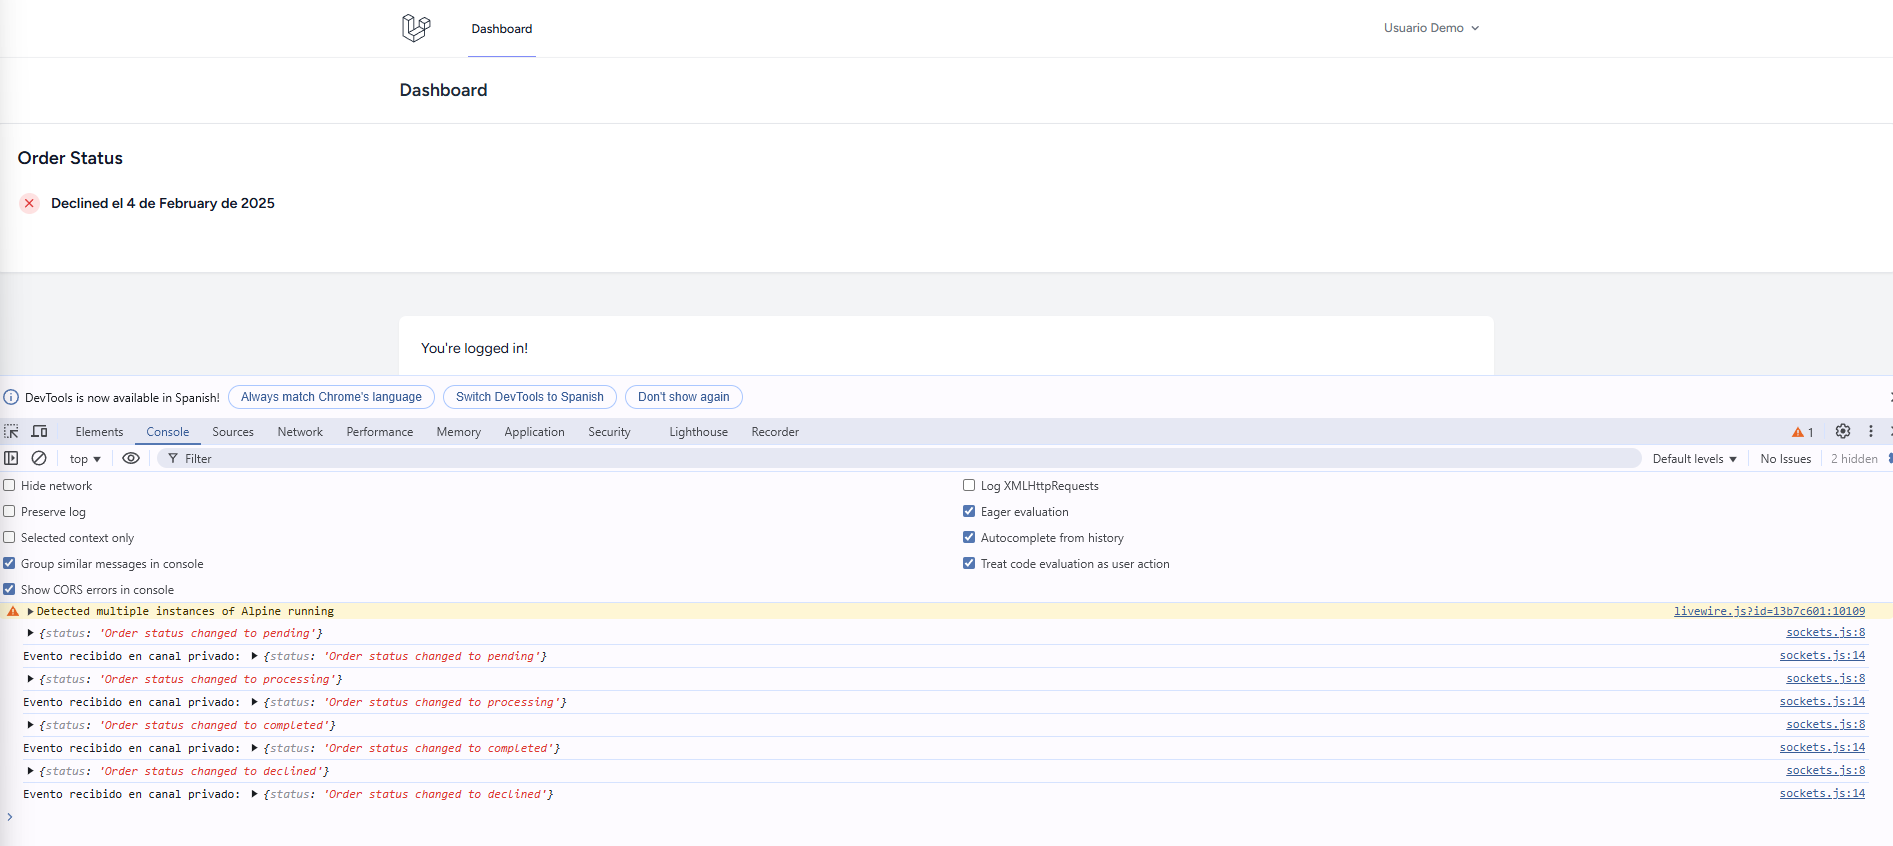 Dashboard
Usuario Demo
Dashboard
Order Status
Declined el 4 de February de 2025
You're logged in!
DevTools is now available in Spanish! Always match Chrome's language Switch DevTools to Spanish Don't show again
Elements Console Sources Network Performance Memory Application Security Lighthouse Recorder 1
top Filter Default levels No Issues 2 hidden
Hide network
Log XMLHttpRequests
Preserve log
Eager evaluation
Selected context only
Autocomplete from history
Group similar messages in console
Treat code evaluation as user action
Show CORS errors in console
Detected multiple instances of Alpine running livewire.js?id=13b7c601:10109
{status: 'Order status changed to pending'} sockets.js:8
Evento recibido en canal privado: {status: 'Order status changed to pending'} sockets.js:14
{status: 'Order status changed to processing'} sockets.js:8
Evento recibido en canal privado: {status: 'Order status changed to processing'} sockets.js:14
{status: 'Order status changed to completed'} sockets.js:8
Evento recibido en canal privado: {status: 'Order status changed to completed'} sockets.js:14
{status: 'Order status changed to declined'} sockets.js:8
Evento recibido en canal privado: {status: 'Order status changed to declined'} sockets.js:14